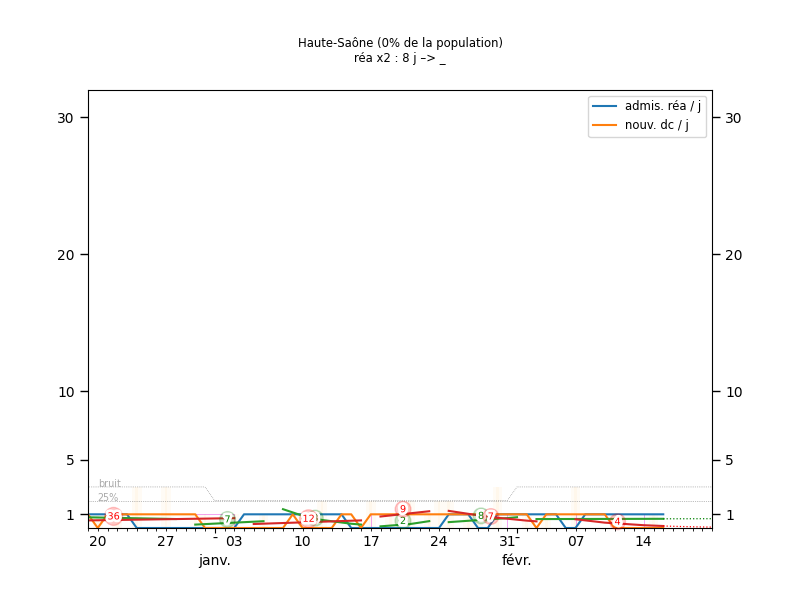 Haute-Saône (0% de la population)
réa x2 : 8 j –> _
admis. réa / j
nouv. dc / j
30 30
20 20
10 10
5 5
bruit
25%
1 1
36 7 12 9 2 8 7 4
20 27 - 03 10 17 24 31 - 07 14
janv. févr.